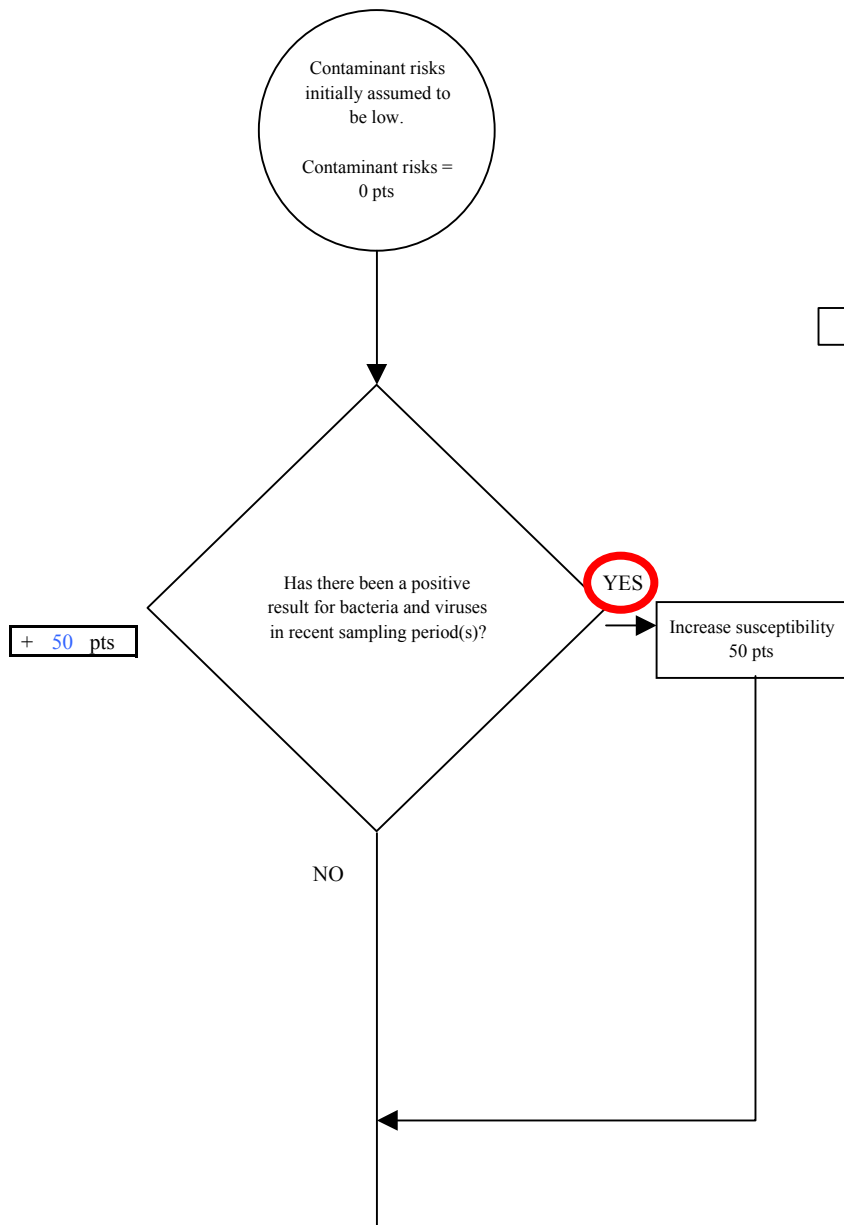 Contaminant risks
initially assumed to
be low.
Contaminant risks =
0 pts
Has there been a positive
result for bacteria and viruses
in recent sampling period(s)?
YES
+ 50 pts
Increase susceptibility
50 pts
NO